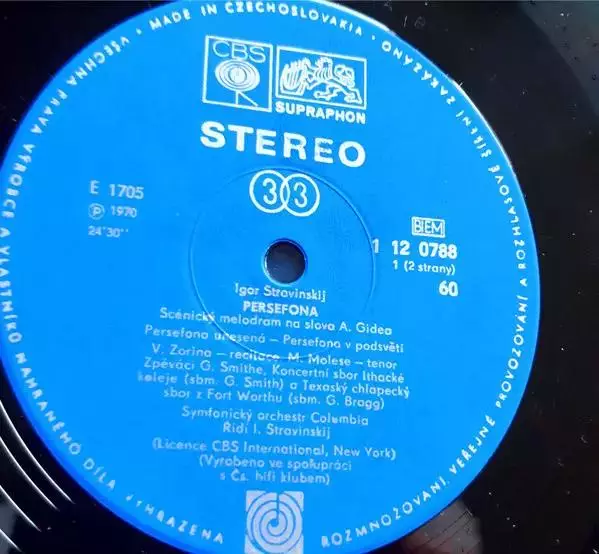 VŠECHNA PRÁVA VÝROBCE A VLASTNÍKŮ NAHRANÉHO DÍLA VYHRAZENA
MADE IN CZECHOSLOVAKIA
ROZMNOŽOVÁNÍ, VEŘEJNÉ PROVOZOVÁNÍ A ROZHLASOVÉ ŠÍŘENÍ ZAKÁZÁNO
CBS
SUPRAPHON
STEREO
33
E 1705
Ⓟ 1970
24'30''
BIEM
1 12 0788
1 (2 strany)
60
Igor Stravinskij
PERSEFONA
Scénický melodram na slova A. Gidea
Persefona unesená – Persefona v podsvětí
V. Zorina – recitace M. Molese – tenor
Zpěváci G. Smithe, Koncertní sbor Ithacké
koleje (sbm. G. Smith) a Texaský chlapecký
sbor z Fort Worthu (sbm. G. Bragg)
Symfonický orchestr Columbia
Řídí I. Stravinskij
(Licence CBS International, New York)
(Vyrobeno ve spolupráci
s Čs. hifi klubem)